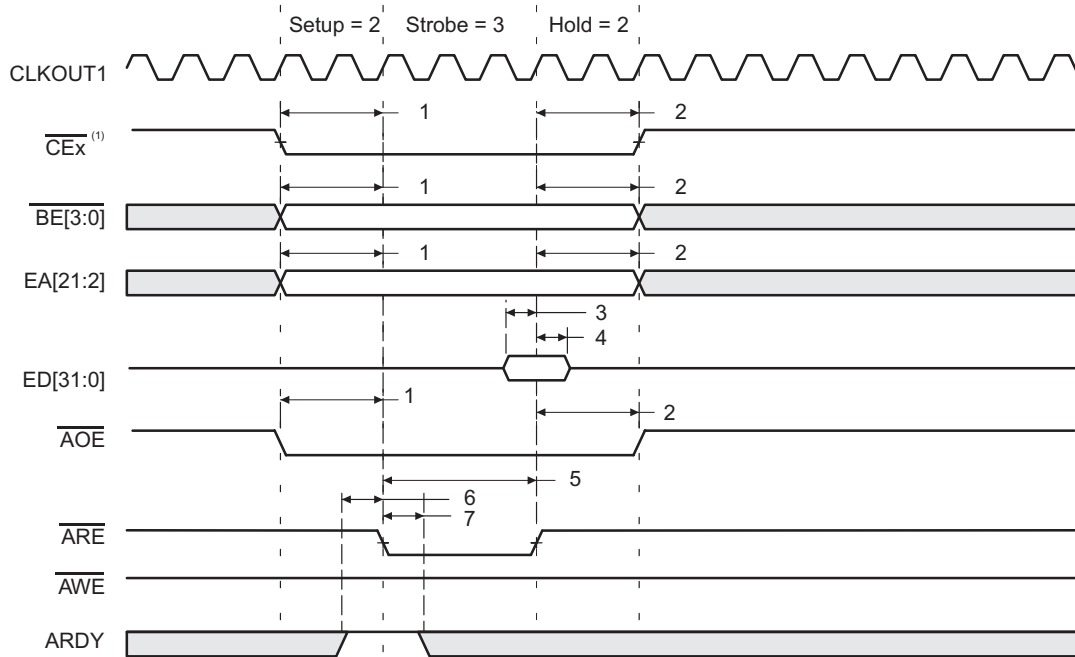 Setup = 2 Strobe = 3 Hold = 2
CLKOUT1
1 2
CEx (1)
1 2
BE[3:0]
1 2
EA[21:2]
3
4
ED[31:0]
1
2
AOE
5
6
7
ARE
AWE
ARDY